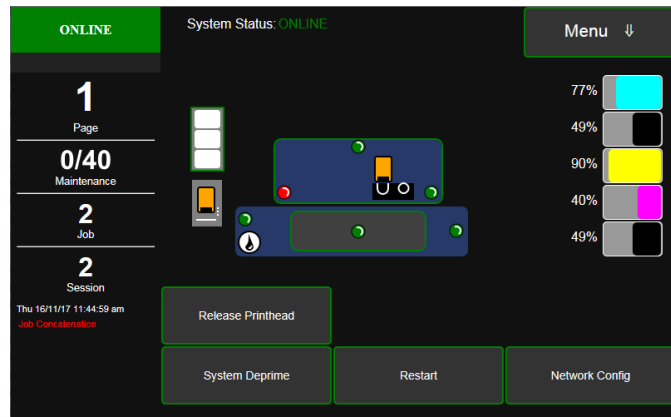 ONLINE
System Status: ONLINE
Menu ⇓
1
Page
0/40
Maintenance
2
Job
2
Session
Thu 16/11/17 11:44:59 am
Job Concatenation
77%
49%
90%
40%
49%
Release Printhead
System Deprime
Restart
Network Config